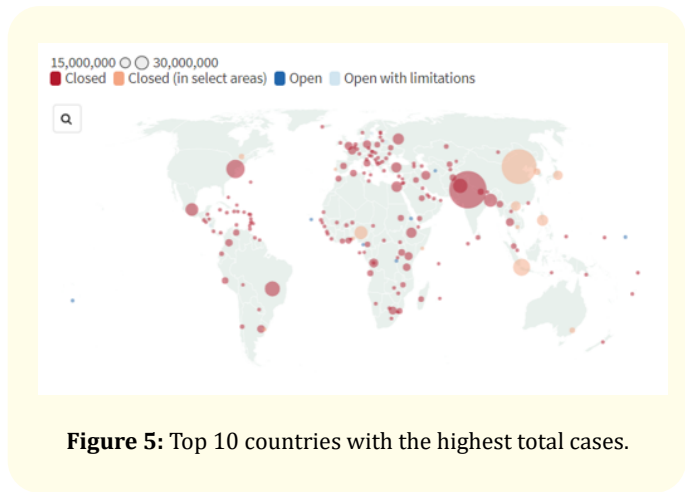 15,000,000 30,000,000
Closed Closed (in select areas) Open Open with limitations
Figure 5: Top 10 countries with the highest total cases.